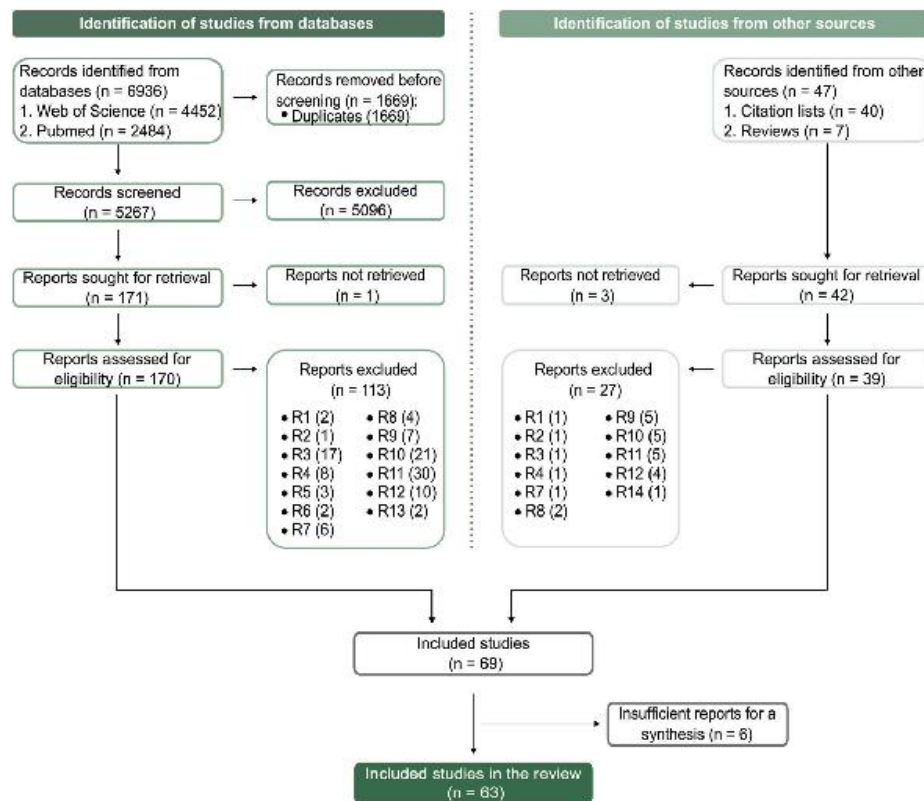 Identification of studies from databases
Identification of studies from other sources
Records identified from
databases (n = 6936)
1. Web of Science (n = 4452)
2. Pubmed (n = 2484)
Records removed before
screening (n = 1669):
• Duplicates (1669)
Records identified from other
sources (n = 47)
1. Citation lists (n = 40)
2. Reviews (n = 7)
Records screened
(n = 5267)
Records excluded
(n = 5096)
Reports sought for retrieval
(n = 171)
Reports not retrieved
(n = 1)
Reports not retrieved
(n = 3)
Reports sought for retrieval
(n = 42)
Reports assessed for
eligibility (n = 170)
Reports excluded
(n = 113)
• R1 (2)
• R2 (1)
• R3 (17)
• R4 (8)
• R5 (3)
• R6 (2)
• R7 (6)
• R8 (4)
• R9 (7)
• R10 (21)
• R11 (30)
• R12 (10)
• R13 (2)
Reports excluded
(n = 27)
• R1 (1)
• R2 (1)
• R3 (1)
• R4 (1)
• R7 (1)
• R8 (2)
• R9 (5)
• R10 (5)
• R11 (5)
• R12 (4)
• R14 (1)
Reports assessed for
eligibility (n = 39)
Included studies
(n = 69)
Insufficient reports for a
synthesis (n = 6)
Included studies in the review
(n = 63)